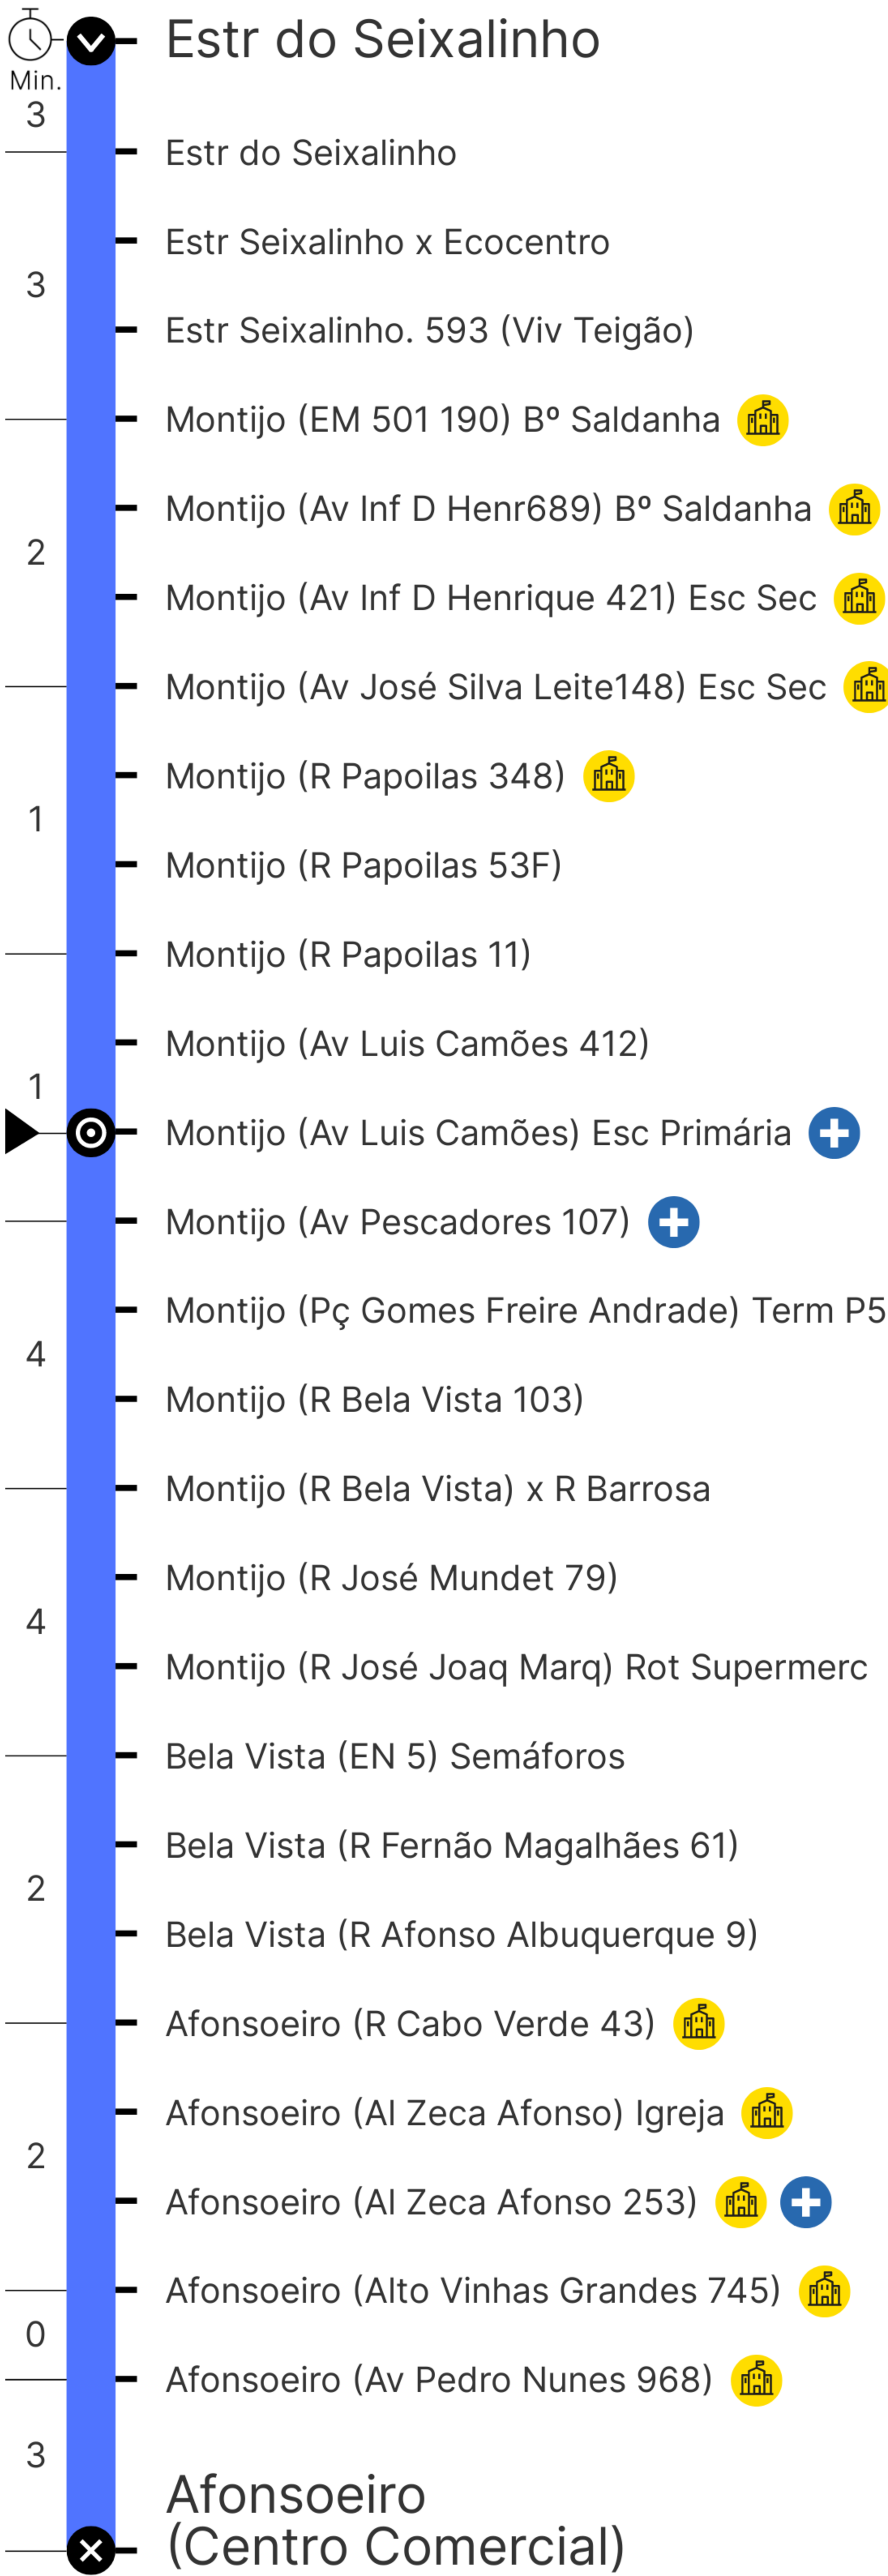 Estr do Seixalinho
Min.
3
Estr do Seixalinho
Estr Seixalinho x Ecocentro
3
Estr Seixalinho. 593 (Viv Teigão)
Montijo (EM 501 190) Bº Saldanha
Montijo (Av Inf D Henr689) Bº Saldanha
2
Montijo (Av Inf D Henrique 421) Esc Sec
Montijo (Av José Silva Leite148) Esc Sec
Montijo (R Papoilas 348)
1
Montijo (R Papoilas 53F)
Montijo (R Papoilas 11)
Montijo (Av Luis Camões 412)
1
Montijo (Av Luis Camões) Esc Primária
Montijo (Av Pescadores 107)
Montijo (Pç Gomes Freire Andrade) Term P5
4
Montijo (R Bela Vista 103)
Montijo (R Bela Vista) x R Barrosa
Montijo (R José Mundet 79)
4
Montijo (R José Joaq Marq) Rot Supermerc
Bela Vista (EN 5) Semáforos
Bela Vista (R Fernão Magalhães 61)
2
Bela Vista (R Afonso Albuquerque 9)
Afonsoeiro (R Cabo Verde 43)
Afonsoeiro (Al Zeca Afonso) Igreja
2
Afonsoeiro (Al Zeca Afonso 253)
Afonsoeiro (Alto Vinhas Grandes 745)
0
Afonsoeiro (Av Pedro Nunes 968)
3
Afonsoeiro
(Centro Comercial)